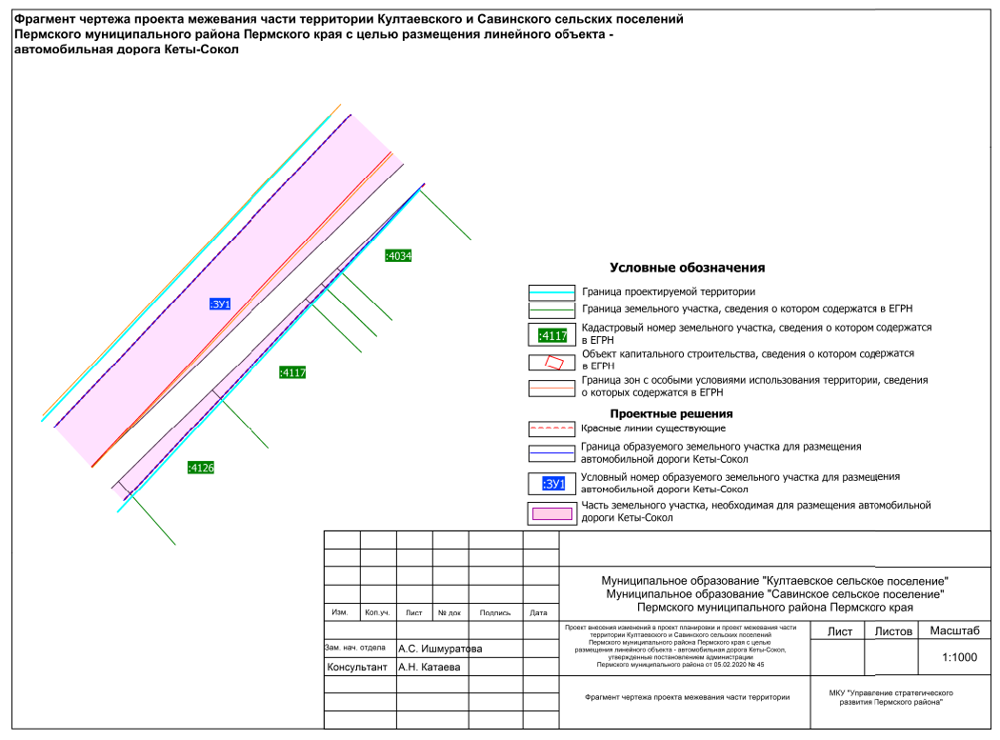 Фрагмент чертежа проекта межевания части территории Култаевского и Савинского сельских поселений
Пермского муниципального района Пермского края с целью размещения линейного объекта -
автомобильная дорога Кеты-Сокол
:4034
:ЗУ1
:4117
:4126
Условные обозначения
Граница проектируемой территории
Граница земельного участка, сведения о котором содержатся в ЕГРН
:4117
Кадастровый номер земельного участка, сведения о котором содержатся
в ЕГРН
Объект капитального строительства, сведения о котором содержатся
в ЕГРН
Граница зон с особыми условиями использования территории, сведения
о которых содержатся в ЕГРН
Проектные решения
Красные линии существующие
Граница образуемого земельного участка для размещения
автомобильной дороги Кеты-Сокол
:ЗУ1
Условный номер образуемого земельного участка для размещения
автомобильной дороги Кеты-Сокол
Часть земельного участка, необходимая для размещения автомобильной
дороги Кеты-Сокол
Муниципальное образование "Култаевское сельское поселение"
Муниципальное образование "Савинское сельское поселение"
Пермского муниципального района Пермского края
Изм. Кол.уч. Лист № док Подпись Дата
Зам. нач. отдела А.С. Ишмуратова
Консультант А.Н. Катаева
Проект внесения изменений в проект планировки и проект межевания части
территории Култаевского и Савинского сельских поселений
Пермского муниципального района Пермского края с целью
размещения линейного объекта - автомобильная дорога Кеты-Сокол,
утвержденные постановлением администрации
Пермского муниципального района от 05.02.2020 № 45
Лист Листов Масштаб
1:1000
Фрагмент чертежа проекта межевания части территории
МКУ "Управление стратегического
развития Пермского района"